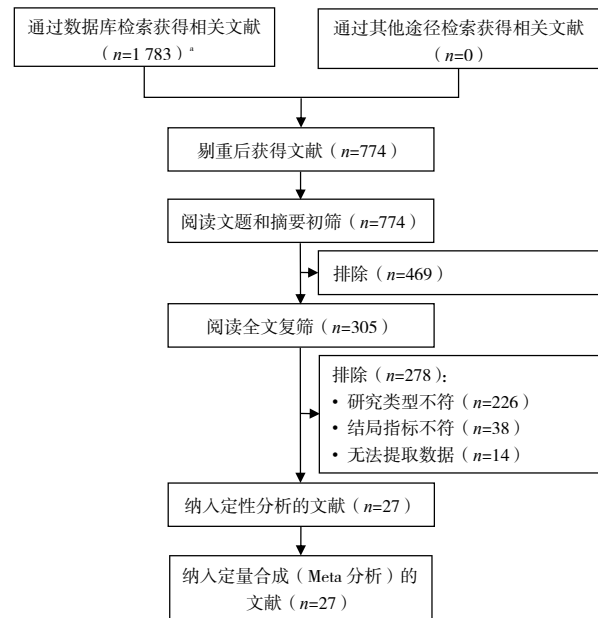 通过数据库检索获得相关文献
（n=1 783）ᵃ
通过其他途径检索获得相关文献
（n=0）
剔重后获得文献（n=774）
阅读文题和摘要初筛（n=774）
排除（n=469）
阅读全文复筛（n=305）
排除（n=278）：
• 研究类型不符（n=226）
• 结局指标不符（n=38）
• 无法提取数据（n=14）
纳入定性分析的文献（n=27）
纳入定量合成（Meta 分析）的
文献（n=27）